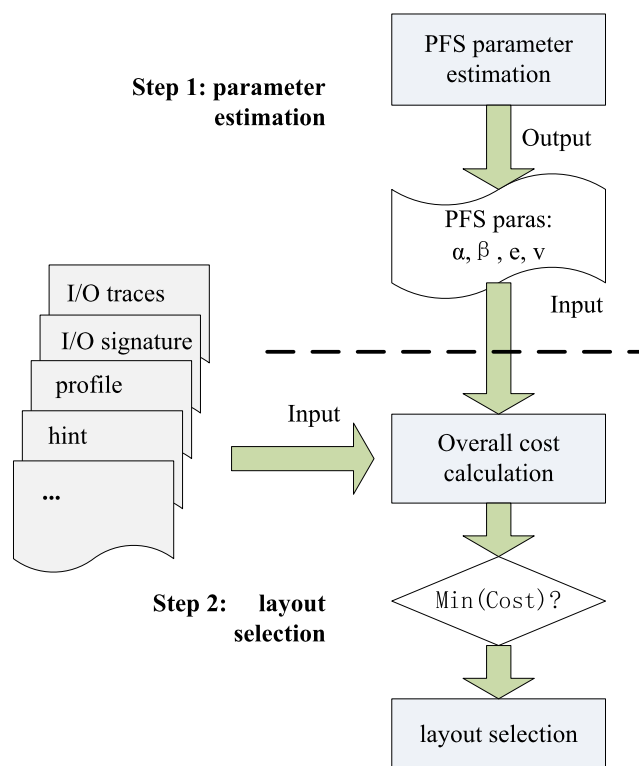 PFS parameter
estimation
Step 1: parameter
estimation
Output
PFS paras:
α, β , e, v
Input
I/O traces
I/O signature
profile
hint
...
Input
Overall cost
calculation
Min(Cost)?
Step 2: layout
selection
layout selection